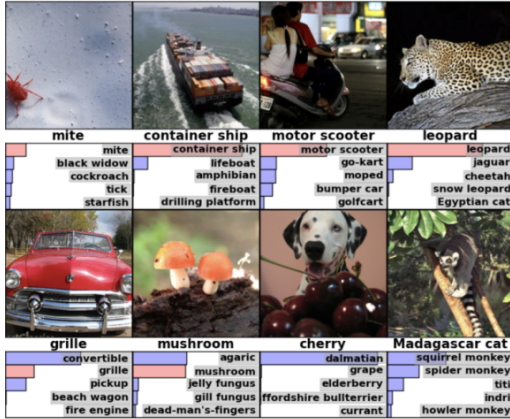 mite
container ship
motor scooter
leopard
mite
black widow
cockroach
tick
starfish
container ship
lifeboat
amphibian
fireboat
drilling platform
motor scooter
go-kart
moped
bumper car
golfcart
leopard
jaguar
cheetah
snow leopard
Egyptian cat
grille
mushroom
cherry
Madagascar cat
convertible
grille
pickup
beach wagon
fire engine
agaric
mushroom
jelly fungus
gill fungus
dead-man's-fingers
dalmatian
grape
elderberry
ffordshire bullterrier
currant
squirrel monkey
spider monkey
titi
indri
howler monkey